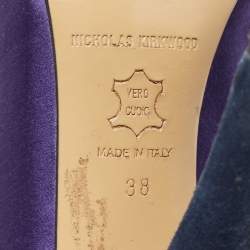 NICHOLAS KIRKWOOD
VERO
CUOIO
MADE IN ITALY
38